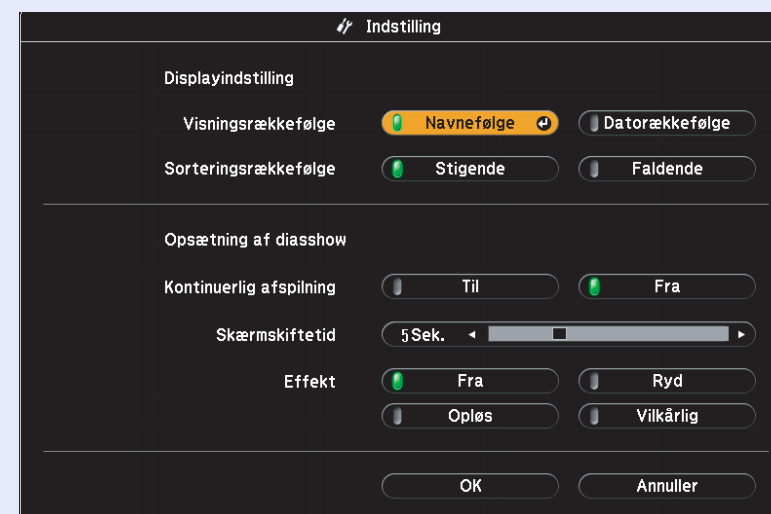 Indstilling
Displayindstilling
Visningsrækkefølge Navnefølge Datorækkefølge
Sorteringsrækkefølge Stigende Faldende
Opsætning af diasshow
Kontinuerlig afspilning Til Fra
Skærmskiftetid 5Sek.
Effekt Fra Ryd
Opløs Vilkårlig
OK Annuller